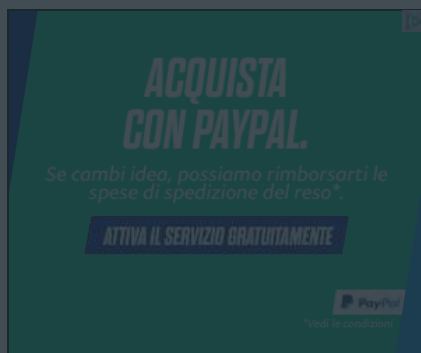 ACQUISTA
CON PAYPAL.
Se cambi idea, possiamo rimborsarti le
spese di spedizione del reso*.
ATTIVA IL SERVIZIO GRATUITAMENTE
PayPal
*Vedi le condizioni